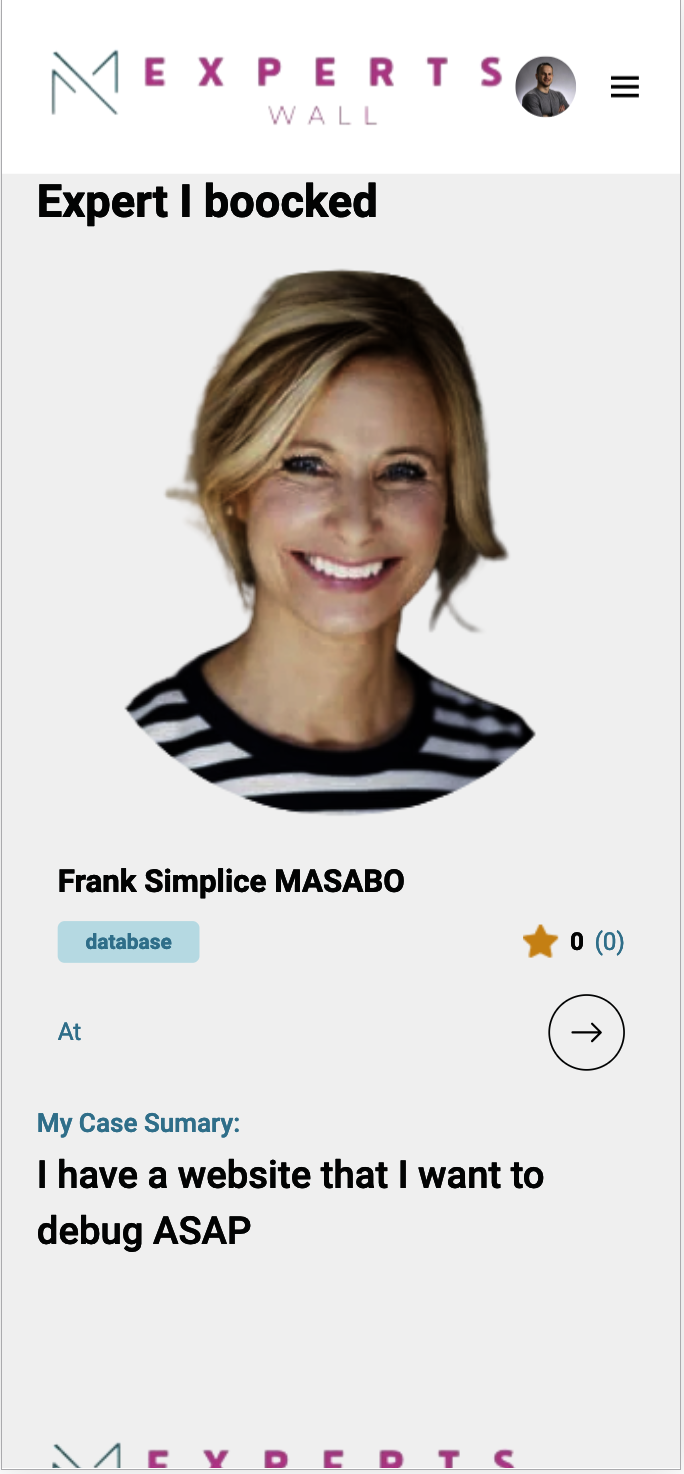 EXPERTS
WALL
Expert I boocked
Frank Simplice MASABO
database
0 (0)
At
My Case Sumary:
I have a website that I want to
debug ASAP
EXPERTS